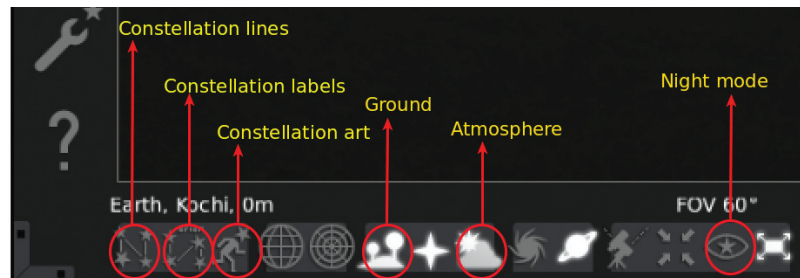 Constellation lines
Constellation labels
Constellation art
Ground
Atmosphere
Night mode
Earth, Kochi, 0m
FOV 60°